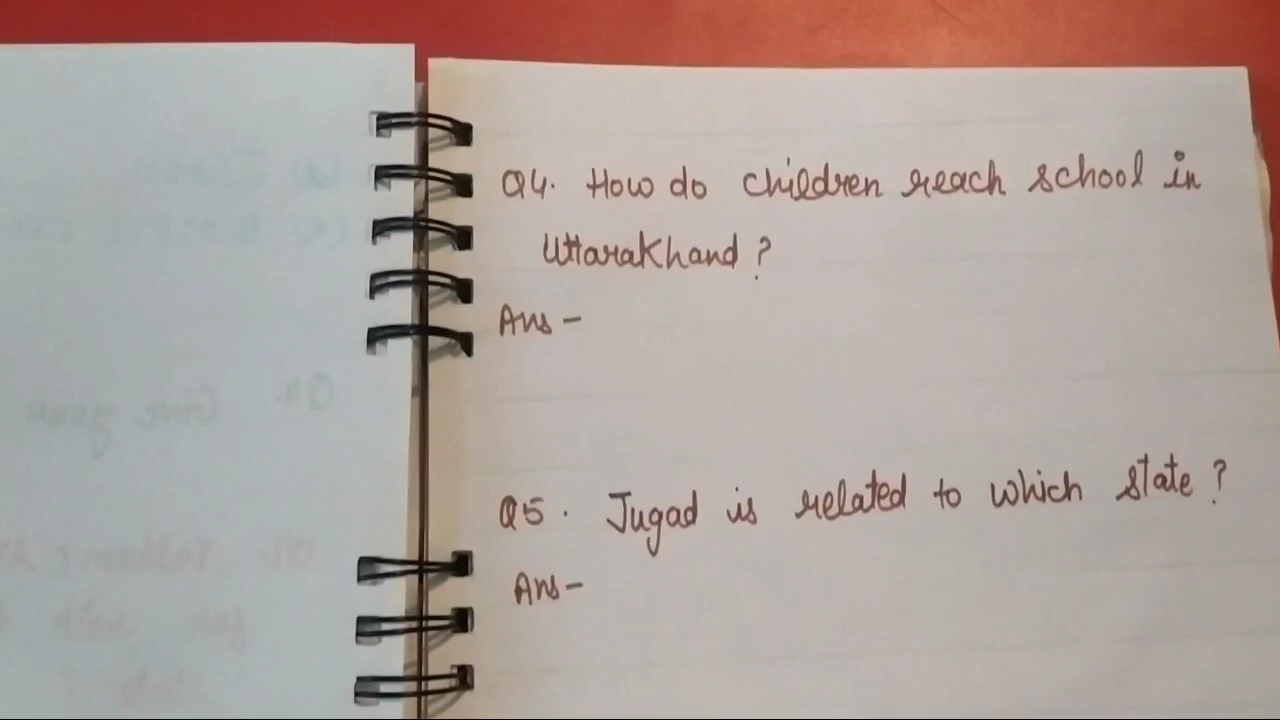 Q4. How do children reach school in
Uttarakhand?
Ans -
Q5. Jugad is related to which state?
Ans -